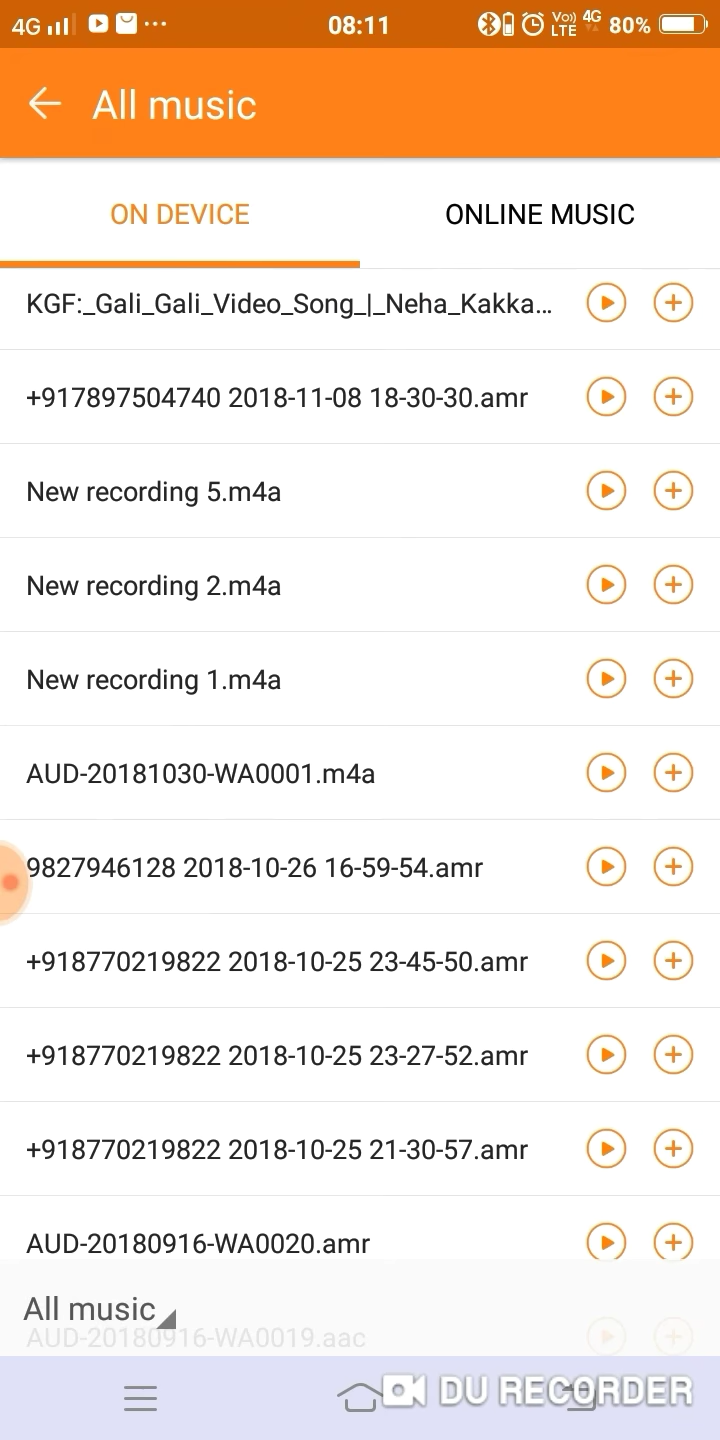 4G 08:11 Vo)) LTE 4G 80%
All music
ON DEVICE ONLINE MUSIC
KGF:_Gali_Gali_Video_Song_|_Neha_Kakka...
+917897504740 2018-11-08 18-30-30.amr
New recording 5.m4a
New recording 2.m4a
New recording 1.m4a
AUD-20181030-WA0001.m4a
9827946128 2018-10-26 16-59-54.amr
+918770219822 2018-10-25 23-45-50.amr
+918770219822 2018-10-25 23-27-52.amr
+918770219822 2018-10-25 21-30-57.amr
AUD-20180916-WA0020.amr
All music
AUD-20180916-WA0019.aac
DU RECORDER